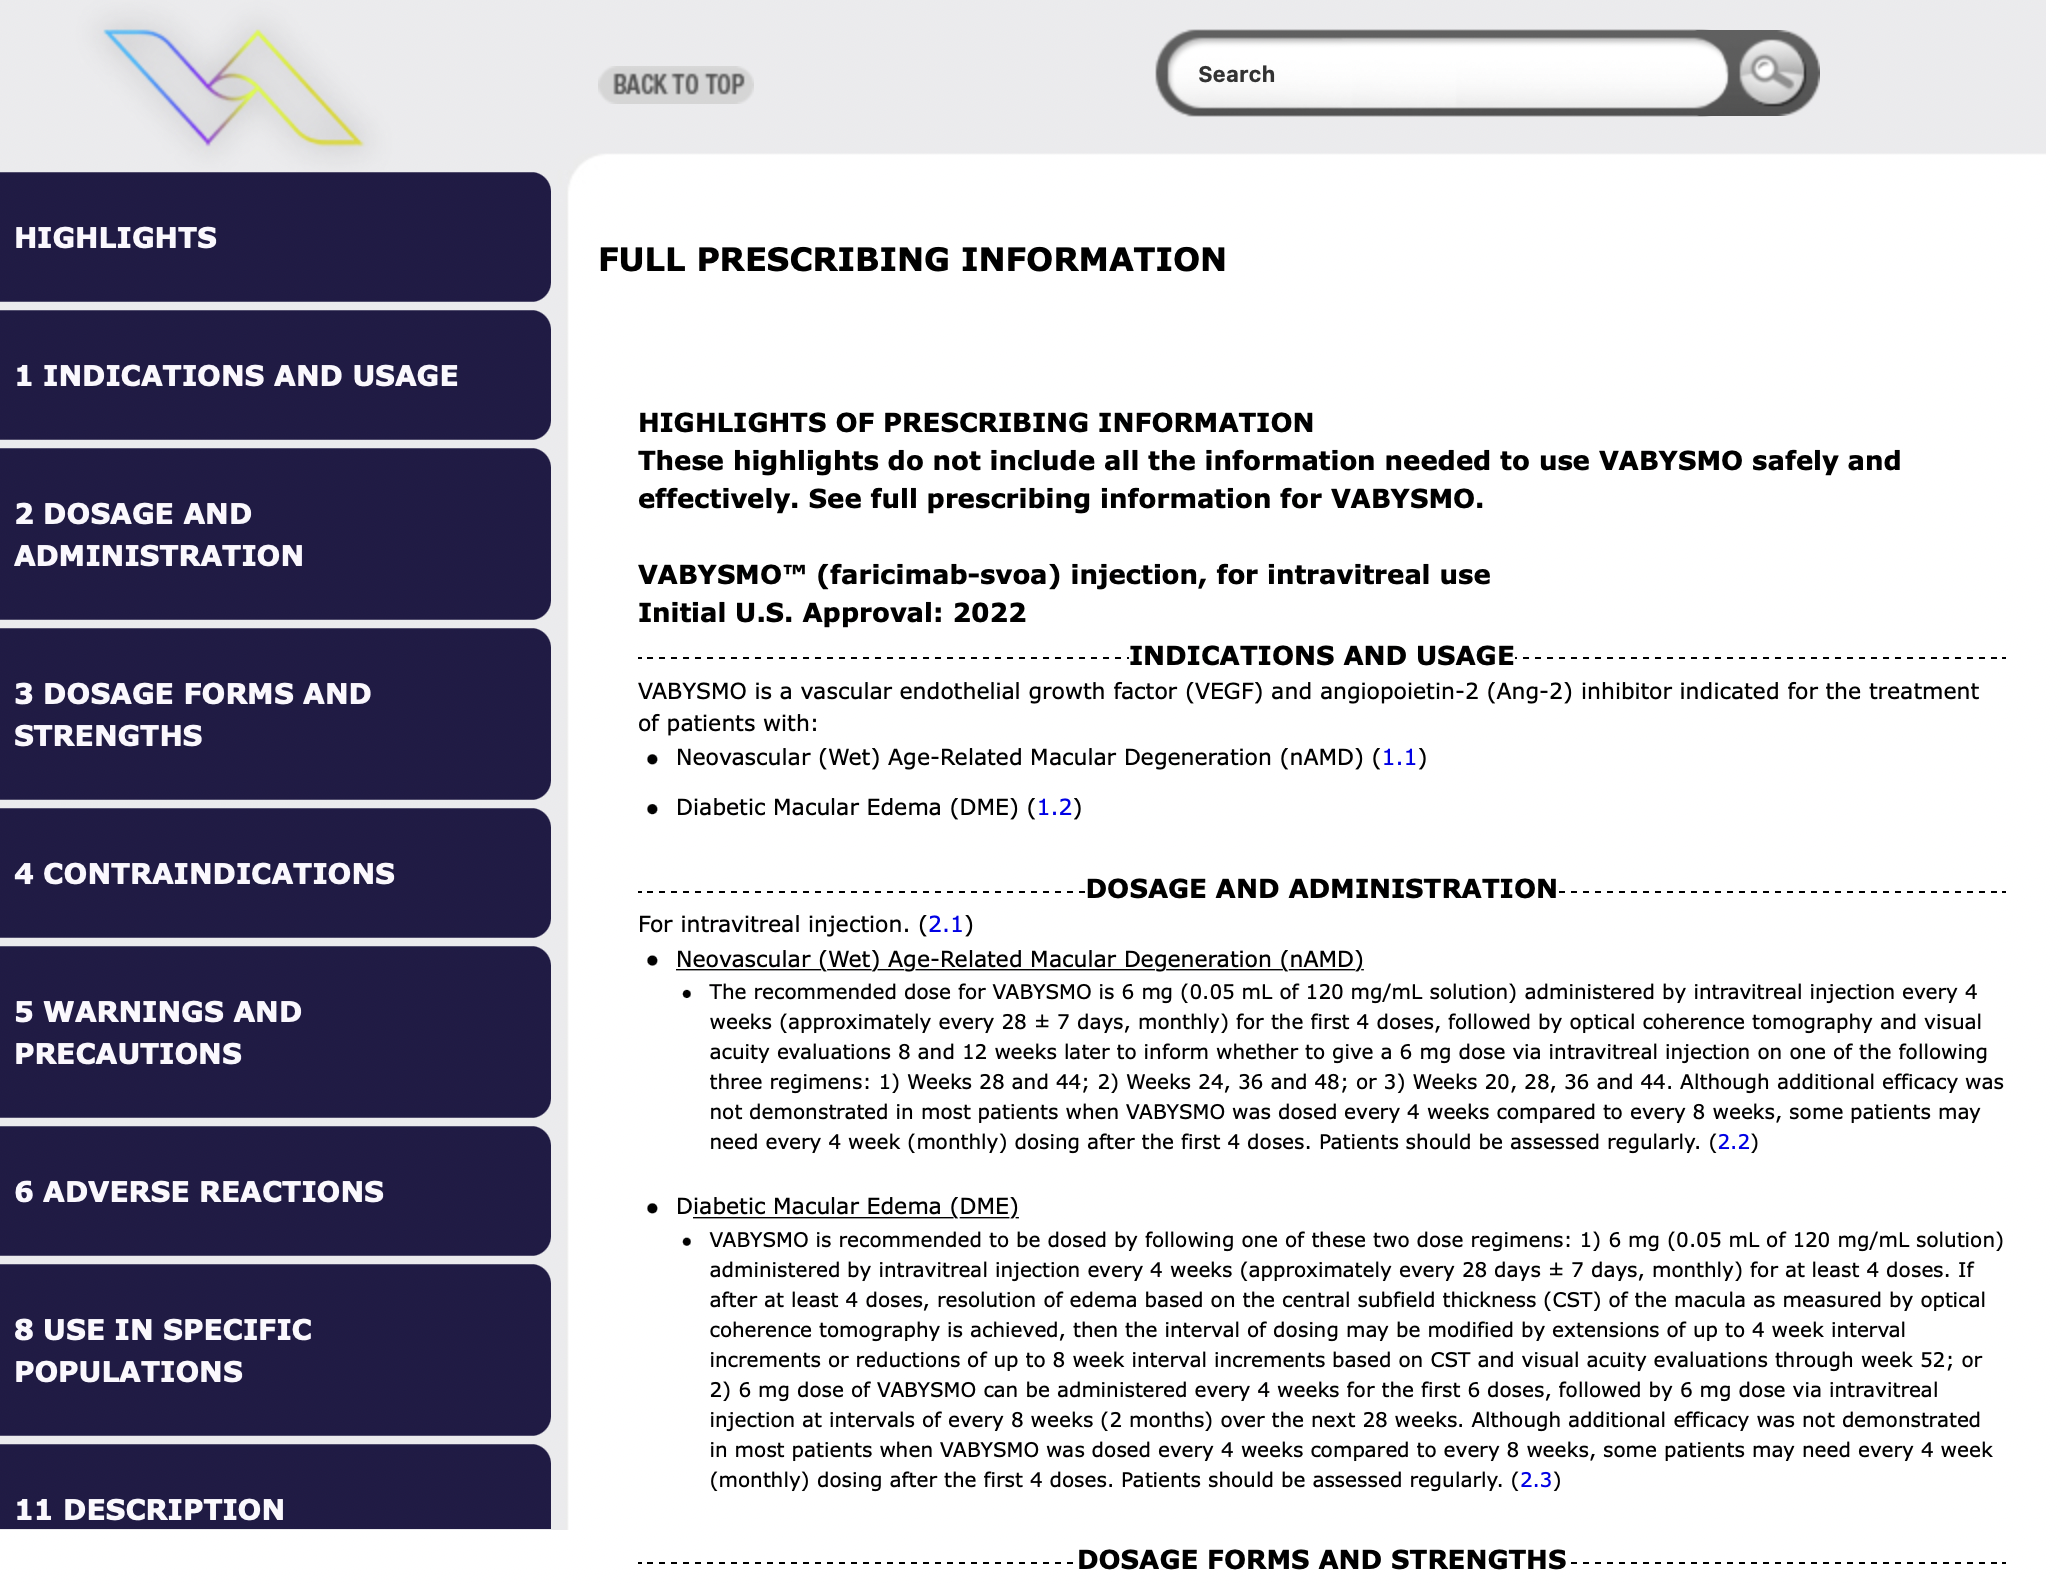 BACK TO TOP
Search
HIGHLIGHTS
1 INDICATIONS AND USAGE
2 DOSAGE AND
ADMINISTRATION
3 DOSAGE FORMS AND
STRENGTHS
4 CONTRAINDICATIONS
5 WARNINGS AND
PRECAUTIONS
6 ADVERSE REACTIONS
8 USE IN SPECIFIC
POPULATIONS
11 DESCRIPTION
FULL PRESCRIBING INFORMATION
HIGHLIGHTS OF PRESCRIBING INFORMATION
These highlights do not include all the information needed to use VABYSMO safely and
effectively. See full prescribing information for VABYSMO.
VABYSMO™ (faricimab-svoa) injection, for intravitreal use
Initial U.S. Approval: 2022
INDICATIONS AND USAGE
VABYSMO is a vascular endothelial growth factor (VEGF) and angiopoietin-2 (Ang-2) inhibitor indicated for the treatment
of patients with:
● Neovascular (Wet) Age-Related Macular Degeneration (nAMD) (1.1)
● Diabetic Macular Edema (DME) (1.2)
DOSAGE AND ADMINISTRATION
For intravitreal injection. (2.1)
● Neovascular (Wet) Age-Related Macular Degeneration (nAMD)
● The recommended dose for VABYSMO is 6 mg (0.05 mL of 120 mg/mL solution) administered by intravitreal injection every 4
weeks (approximately every 28 ± 7 days, monthly) for the first 4 doses, followed by optical coherence tomography and visual
acuity evaluations 8 and 12 weeks later to inform whether to give a 6 mg dose via intravitreal injection on one of the following
three regimens: 1) Weeks 28 and 44; 2) Weeks 24, 36 and 48; or 3) Weeks 20, 28, 36 and 44. Although additional efficacy was
not demonstrated in most patients when VABYSMO was dosed every 4 weeks compared to every 8 weeks, some patients may
need every 4 week (monthly) dosing after the first 4 doses. Patients should be assessed regularly. (2.2)
● Diabetic Macular Edema (DME)
● VABYSMO is recommended to be dosed by following one of these two dose regimens: 1) 6 mg (0.05 mL of 120 mg/mL solution)
administered by intravitreal injection every 4 weeks (approximately every 28 days ± 7 days, monthly) for at least 4 doses. If
after at least 4 doses, resolution of edema based on the central subfield thickness (CST) of the macula as measured by optical
coherence tomography is achieved, then the interval of dosing may be modified by extensions of up to 4 week interval
increments or reductions of up to 8 week interval increments based on CST and visual acuity evaluations through week 52; or
2) 6 mg dose of VABYSMO can be administered every 4 weeks for the first 6 doses, followed by 6 mg dose via intravitreal
injection at intervals of every 8 weeks (2 months) over the next 28 weeks. Although additional efficacy was not demonstrated
in most patients when VABYSMO was dosed every 4 weeks compared to every 8 weeks, some patients may need every 4 week
(monthly) dosing after the first 4 doses. Patients should be assessed regularly. (2.3)
DOSAGE FORMS AND STRENGTHS